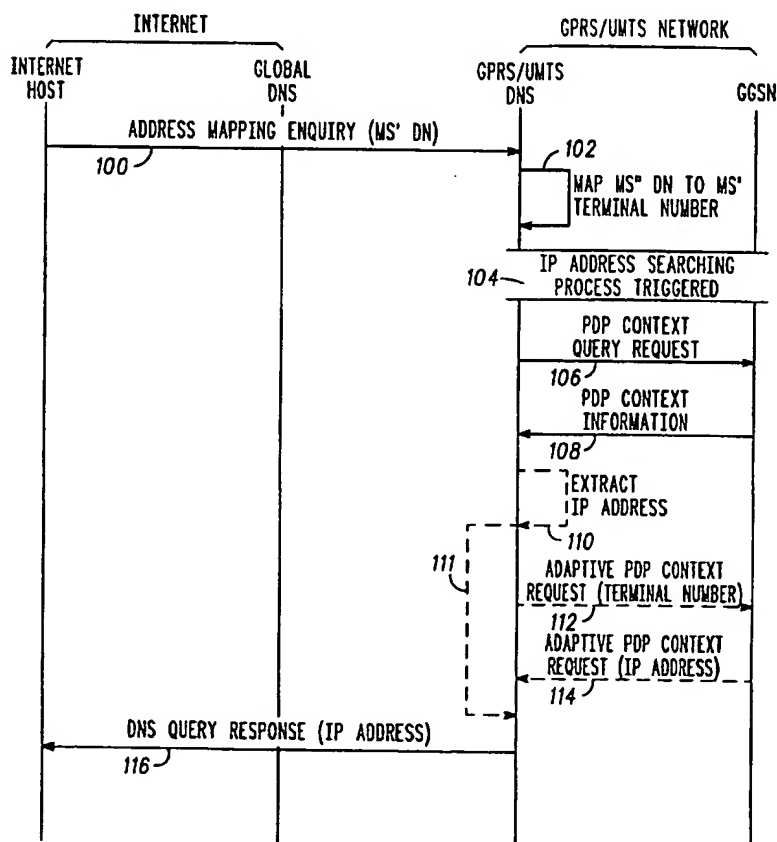 INTERNET
GPRS/UMTS NETWORK
INTERNET
HOST
GLOBAL
DNS
GPRS/UMTS
DNS
GGSN
ADDRESS MAPPING ENQUIRY (MS' DN)
100
102
MAP MS" DN TO MS'
TERMINAL NUMBER
104
IP ADDRESS SEARCHING
PROCESS TRIGGERED
PDP CONTEXT
QUERY REQUEST
106
PDP CONTEXT
INFORMATION
108
EXTRACT
IP ADDRESS
110
111
ADAPTIVE PDP CONTEXT
REQUEST (TERMINAL NUMBER)
112
ADAPTIVE PDP CONTEXT
REQUEST (IP ADDRESS)
114
DNS QUERY RESPONSE (IP ADDRESS)
116